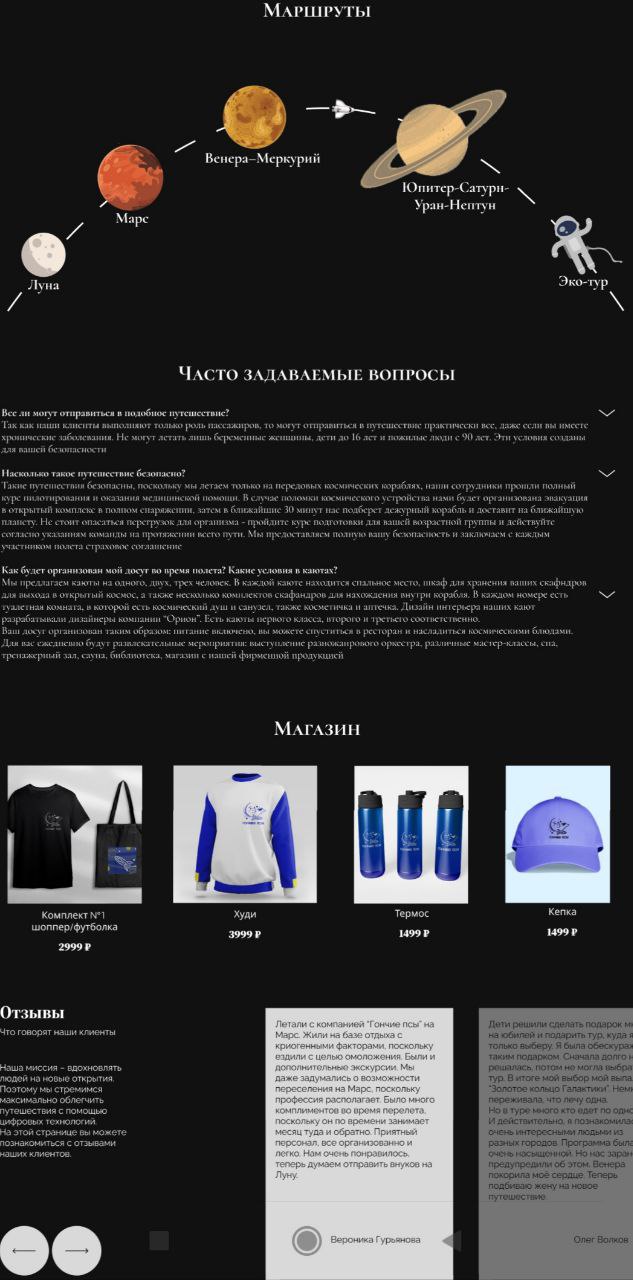 Маршруты
Венера–Меркурий
Юпитер-Сатурн-
Уран-Нептун
Марс
Луна
Эко-тур
Часто задаваемые вопросы
Все ли могут отправиться в подобное путешествие?
Так как наши клиенты выполняют только роль пассажиров, то могут отправиться в путешествие практически все, даже если вы имеете
хронические заболевания. Не могут летать лишь беременные женщины, дети до 16 лет и пожилые люди с 90 лет. Эти условия созданы
для вашей безопасности
Насколько такое путешествие безопасно?
Такие путешествия безопасны, поскольку мы летаем только на передовых космических кораблях, наши сотрудники прошли полный
курс пилотирования и оказания медицинской помощи. В случае поломки космического устройства нами будет организована эвакуация
в открытый комплекс в полном снаряжении, затем в ближайшие 30 минут нас подберет дежурный корабль и доставит на ближайшую
планету. Не стоит опасаться перегрузок для организма - пройдите курс подготовки для вашей возрастной группы и действуйте
согласно указаниям команды на протяжении всего пути. Мы предоставляем полную вашу безопасность и заключаем с каждым
участником полета страховое соглашение
Как будет организован мой досуг во время полета? Какие условия в каютах?
Мы предлагаем каюты на одного, двух, трех человек. В каждой каюте находится спальное место, шкаф для хранения ваших скафндров
для выхода в открытый космос, а также несколько комплектов скафандров для нахождения внутри корабля. В каждом номере есть
туалетная комната, в которой есть космический душ и санузел, также косметичка и аптечка. Дизайн интерьера наших кают
разрабатывали дизайнеры компании "Орион". Есть каюты первого класса, второго и третьего соответственно.
Ваш досуг организован таким образом: питание включено, вы можете спуститься в ресторан и насладиться космическими блюдами.
Для вас ежедневно будут развлекательные мероприятия: выступление развожанрового оркестра, различные мастер-классы, спа,
тренажерный зал, сауна, библиотека, магазин с нашей фирменной продукцией
Магазин
Комплект №1
шоппер/футболка
2999 ₽
Худи
3999 ₽
Термос
1499 ₽
Кепка
1499 ₽
Отзывы
Что говорят наши клиенты
Наша миссия – вдохновлять
людей на новые открытия.
Поэтому мы стремимся
максимально облегчить
путешествия с помощью
цифровых технологий.
На этой странице вы можете
познакомиться с отзывами
наших клиентов.
Летали с компанией "Гончие псы" на
Марс. Жили на базе отдыха с
криогенными факторами, поскольку
ездили с целью омоложения. Были и
дополнительные экскурсии. Мы
даже задумались о возможности
переселения на Марс, поскольку
профессия располагает. Было много
комплиментов во время перелета,
поскольку он по времени занимает
месяц туда и обратно. Приятный
персонал, все организованно и
легко. Нам очень понравилось,
теперь думаем отправить внуков на
Луну.
Вероника Гурьянова
Дети решили сделать подарок
на юбилей и подарить тур, куда
только выберу. Я была
таким подарком. Сначала долго
решалась, потом не могла
тур. В итоге мой выбор мой
"Золотое кольцо Галактики".
переживала, что лечу одна.
Но в туре много кто едет по
И действительно, я
очень интересными людьми из
разных городов. Программа
очень насыщенной. Но нас
предупредили об этом. Венера
покорила моё сердце. Теперь
подбиваю жену на новое
путешествие.
Олег Волков